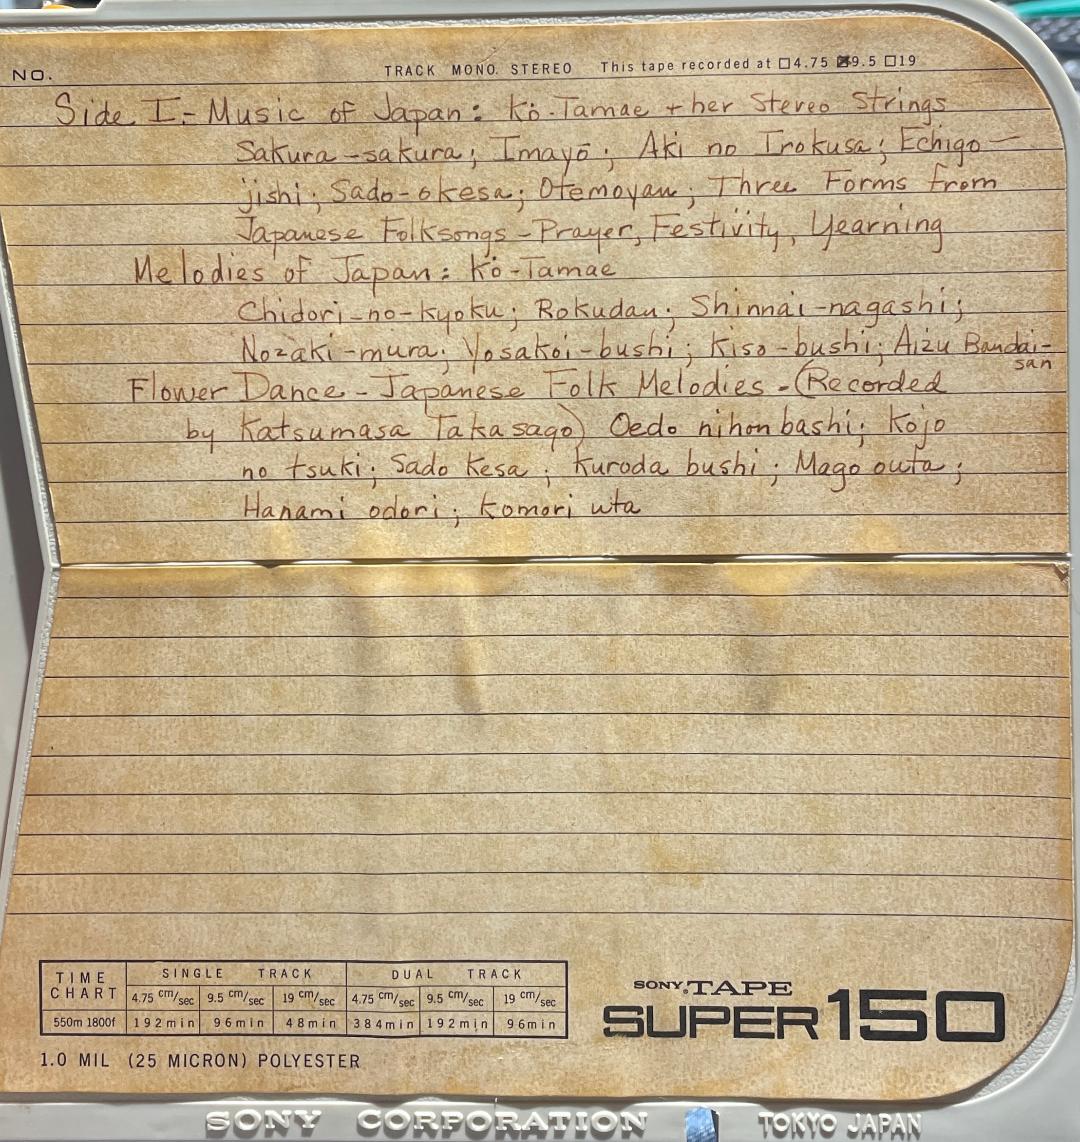 NO. TRACK MONO. STEREO This tape recorded at ☐4.75 ☒9.5 ☐19
Side I - Music of Japan: Kō-Tamae + her Stereo Strings
Sakura-sakura; Imayō; Aki no Irokusa; Echigo-
jishi; Sado-okesa; Otemoyan; Three Forms from
Japanese Folksongs - Prayer, Festivity, Yearning
Melodies of Japan: Kō-Tamae
Chidori-no-kyoku; Rokudan; Shinnai-nagashi;
Nozaki-mura; Yosakoi-bushi; Kiso-bushi; Aizu Bandai-
san
Flower Dance - Japanese Folk Melodies - (Recorded
by Katsumasa Takasago) Oedo nihon bashi; Kojo
no tsuki; Sado Kesa; Kuroda bushi; Mago outa;
Hanami odori; Komori uta
TIME CHART SINGLE TRACK DUAL TRACK
4.75 cm/sec 9.5 cm/sec 19 cm/sec 4.75 cm/sec 9.5 cm/sec 19 cm/sec
550m 1800f 192min 96min 48min 384min 192min 96min
1.0 MIL (25 MICRON) POLYESTER
SONY TAPE
SUPER 150
SONY CORPORATION TOKYO JAPAN